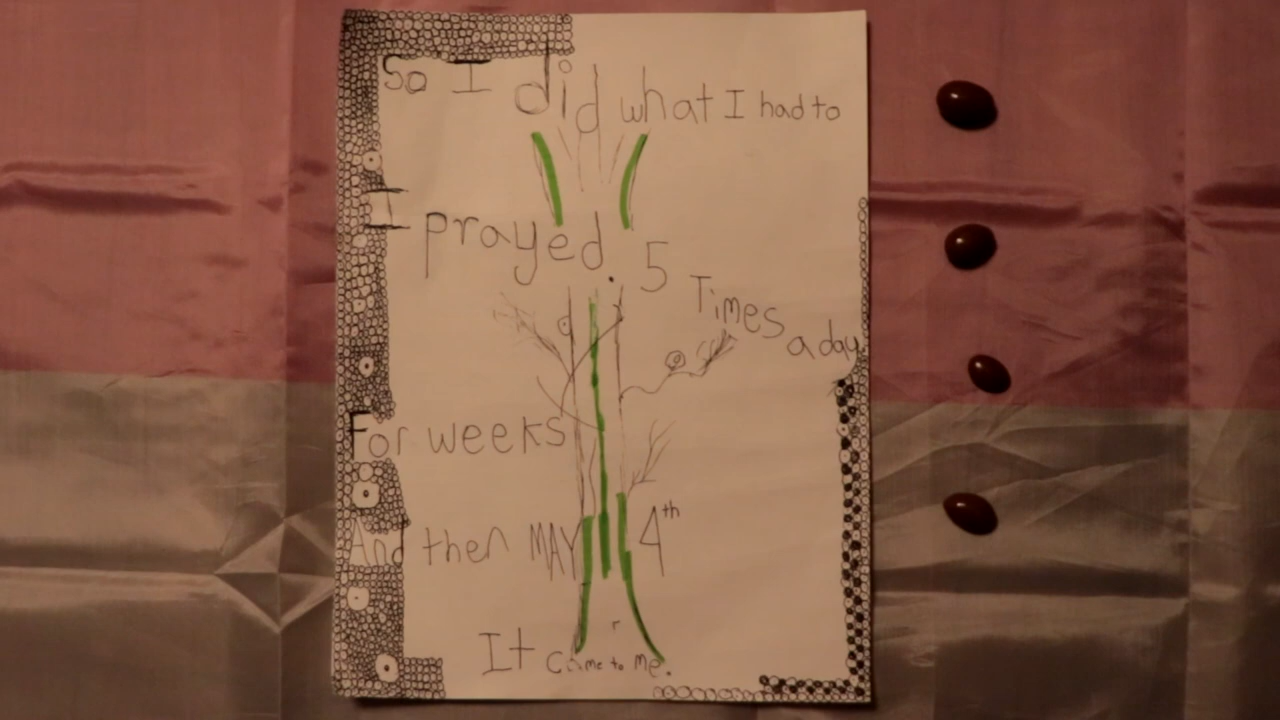 So I did what I had to
I prayed. 5 Times a day
For weeks
And then MAY 4th
It came to me.